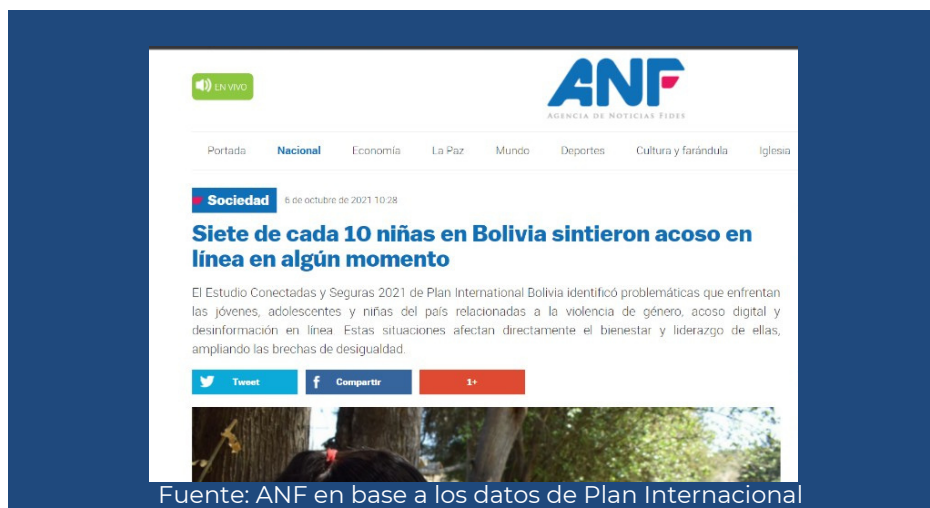 EN VIVO
ANF
AGENCIA DE NOTICIAS FIDES
Portada Nacional Economía La Paz Mundo Deportes Cultura y farándula Iglesia
Sociedad 6 de octubre de 2021 10:28
Siete de cada 10 niñas en Bolivia sintieron acoso en
línea en algún momento
El Estudio Conectadas y Seguras 2021 de Plan International Bolivia identificó problemáticas que enfrentan
las jóvenes, adolescentes y niñas del país relacionadas a la violencia de género, acoso digital y
desinformación en línea. Estas situaciones afectan directamente el bienestar y liderazgo de ellas,
ampliando las brechas de desigualdad.
Tweet Compartir 1+
Fuente: ANF en base a los datos de Plan Internacional